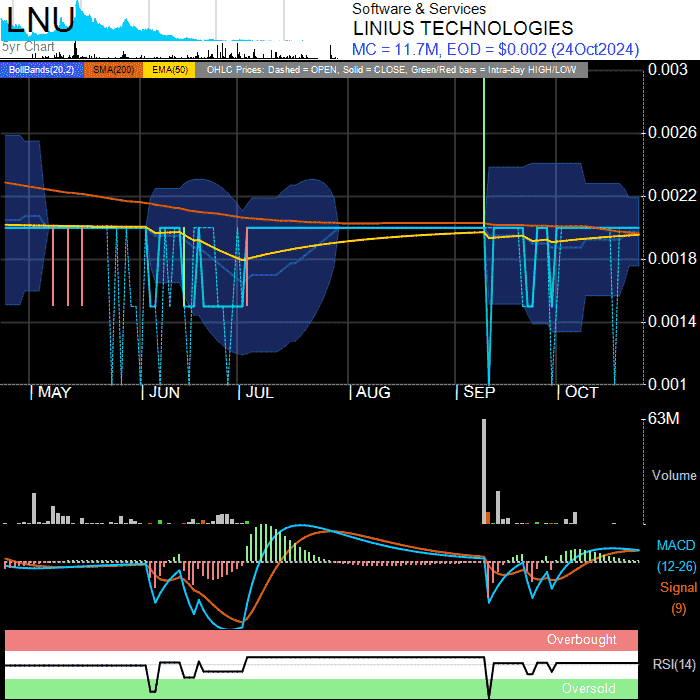 LNU
5yr Chart
Software & Services
LINIUS TECHNOLOGIES
MC = 11.7M, EOD = $0.002 (24Oct2024)
BollBands(20,2) SMA(200) EMA(50) OHLC Prices: Dashed = OPEN, Solid = CLOSE, Green/Red bars = Intra-day HIGH/LOW
0.003
0.0026
0.0022
0.0018
0.0014
0.001
MAY JUN JUL AUG SEP OCT
63M
Volume
MACD
(12-26)
Signal
(9)
Overbought
RSI(14)
Oversold